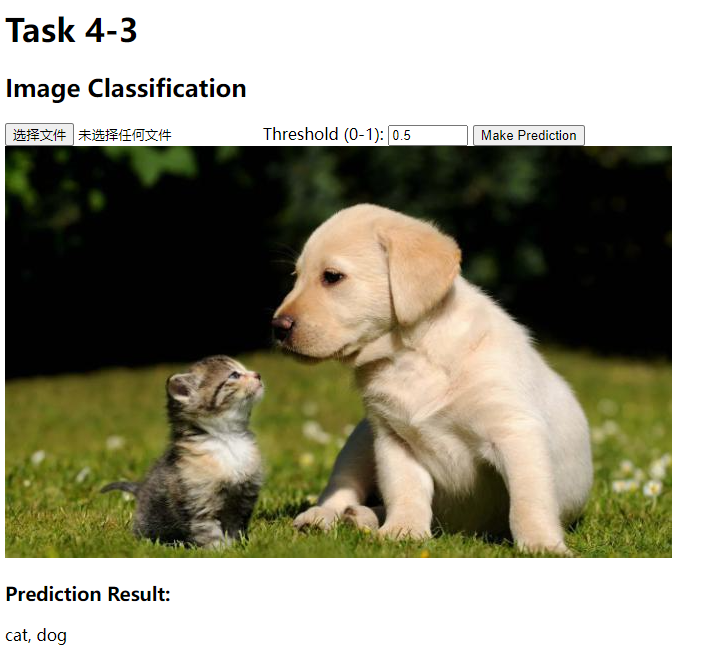 Task 4-3
Image Classification
选择文件 未选择任何文件 Threshold (0-1): 0.5 Make Prediction
Prediction Result:
cat, dog